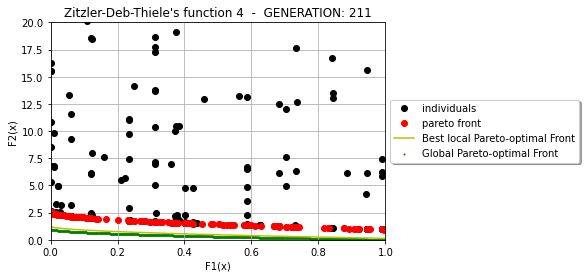 Zitzler-Deb-Thiele's function 4 - GENERATION: 211
20.0
17.5
15.0
12.5
10.0
7.5
5.0
2.5
0.0
F2(x)
0.0 0.2 0.4 0.6 0.8 1.0
F1(x)
individuals
pareto front
Best local Pareto-optimal Front
Global Pareto-optimal Front